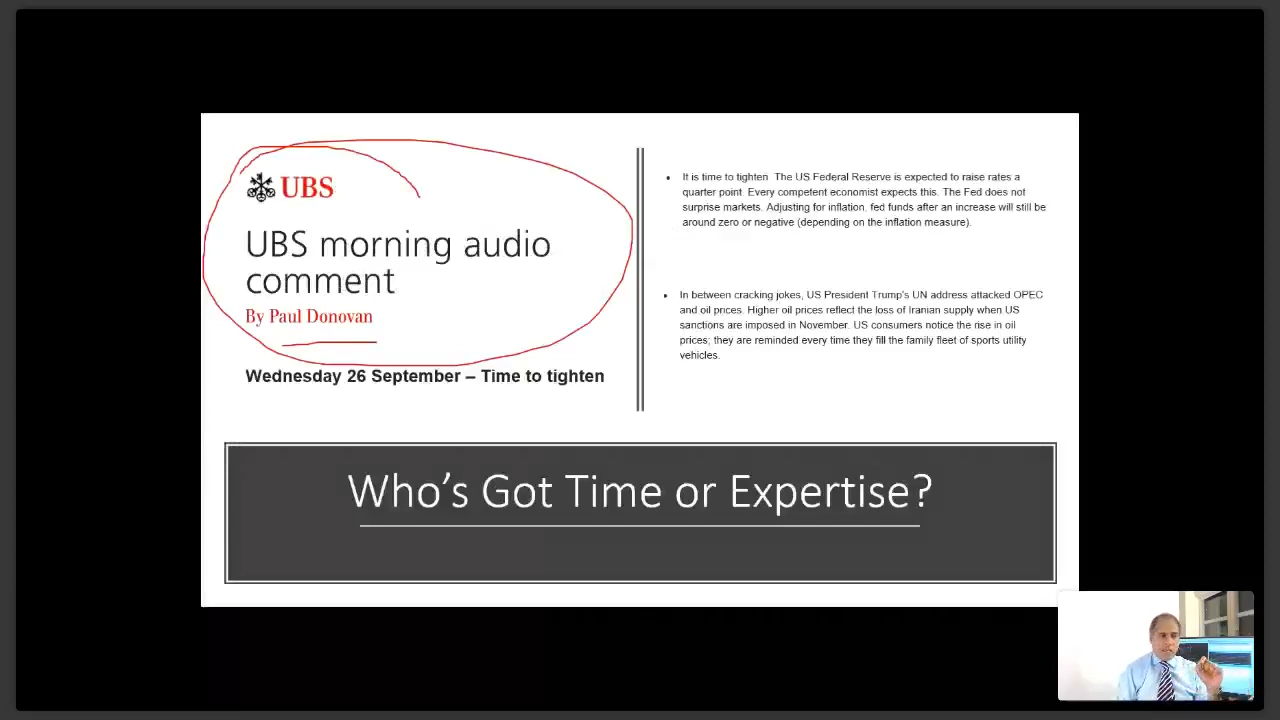 UBS
UBS morning audio
comment
By Paul Donovan
Wednesday 26 September – Time to tighten
• It is time to tighten  The US Federal Reserve is expected to raise rates a
quarter point  Every competent economist expects this. The Fed does not
surprise markets. Adjusting for inflation, fed funds after an increase will still be
around zero or negative (depending on the inflation measure).
• In between cracking jokes, US President Trump's UN address attacked OPEC
and oil prices. Higher oil prices reflect the loss of Iranian supply when US
sanctions are imposed in November. US consumers notice the rise in oil
prices; they are reminded every time they fill the family fleet of sports utility
vehicles.
Who's Got Time or Expertise?